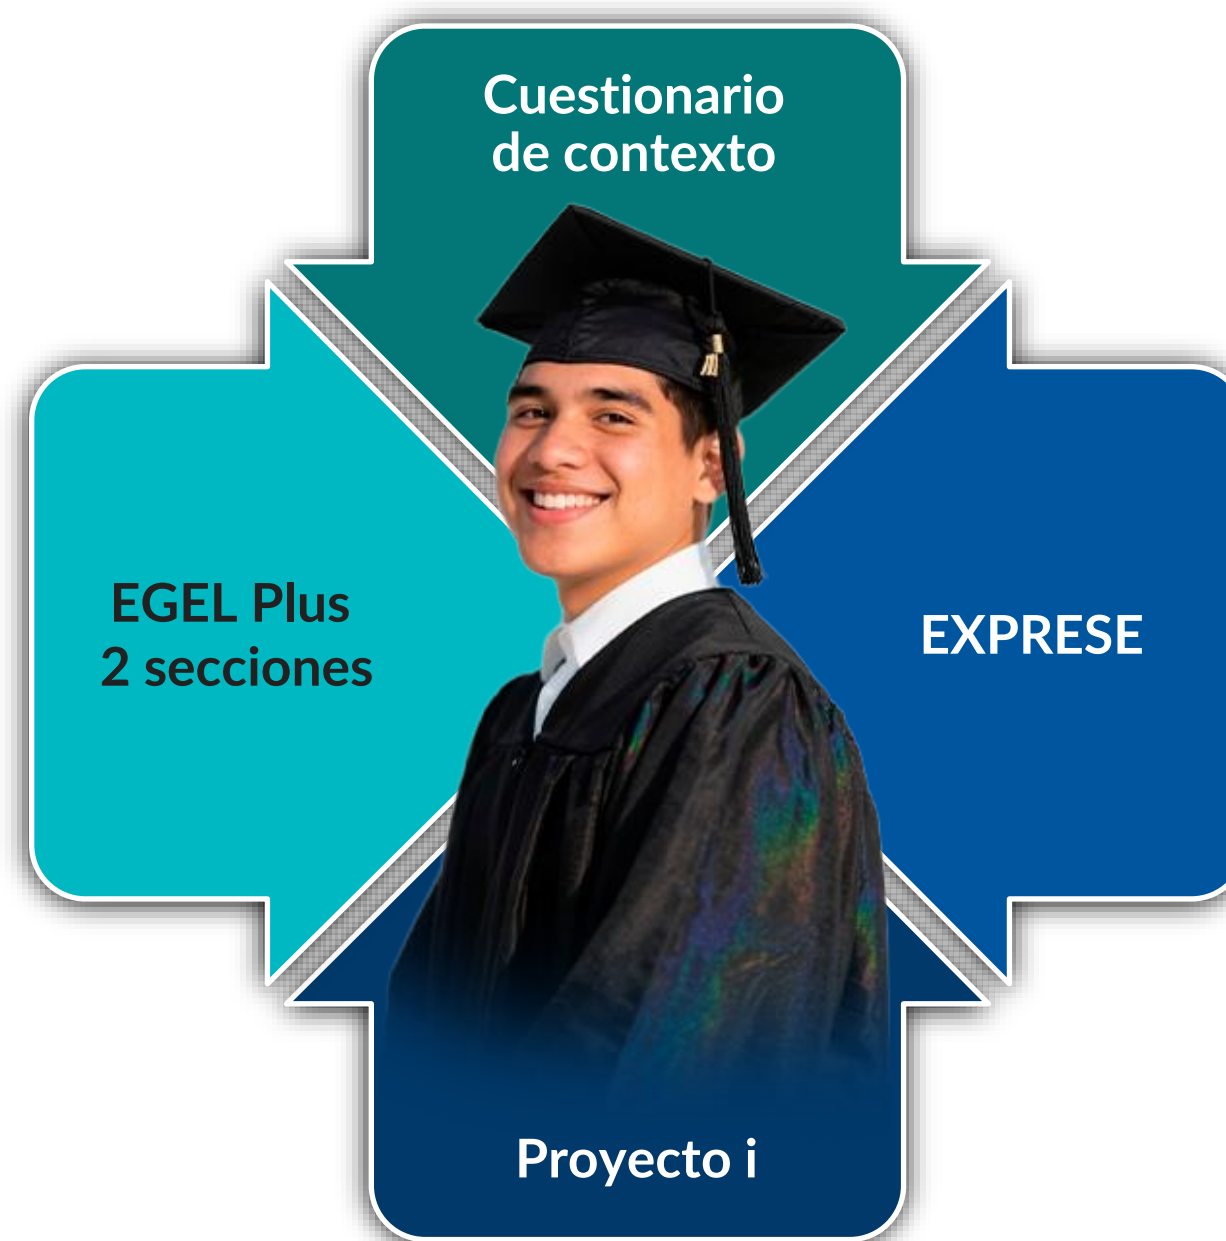 Cuestionario
de contexto
EGEL Plus
2 secciones
EXPRESE
Proyecto i